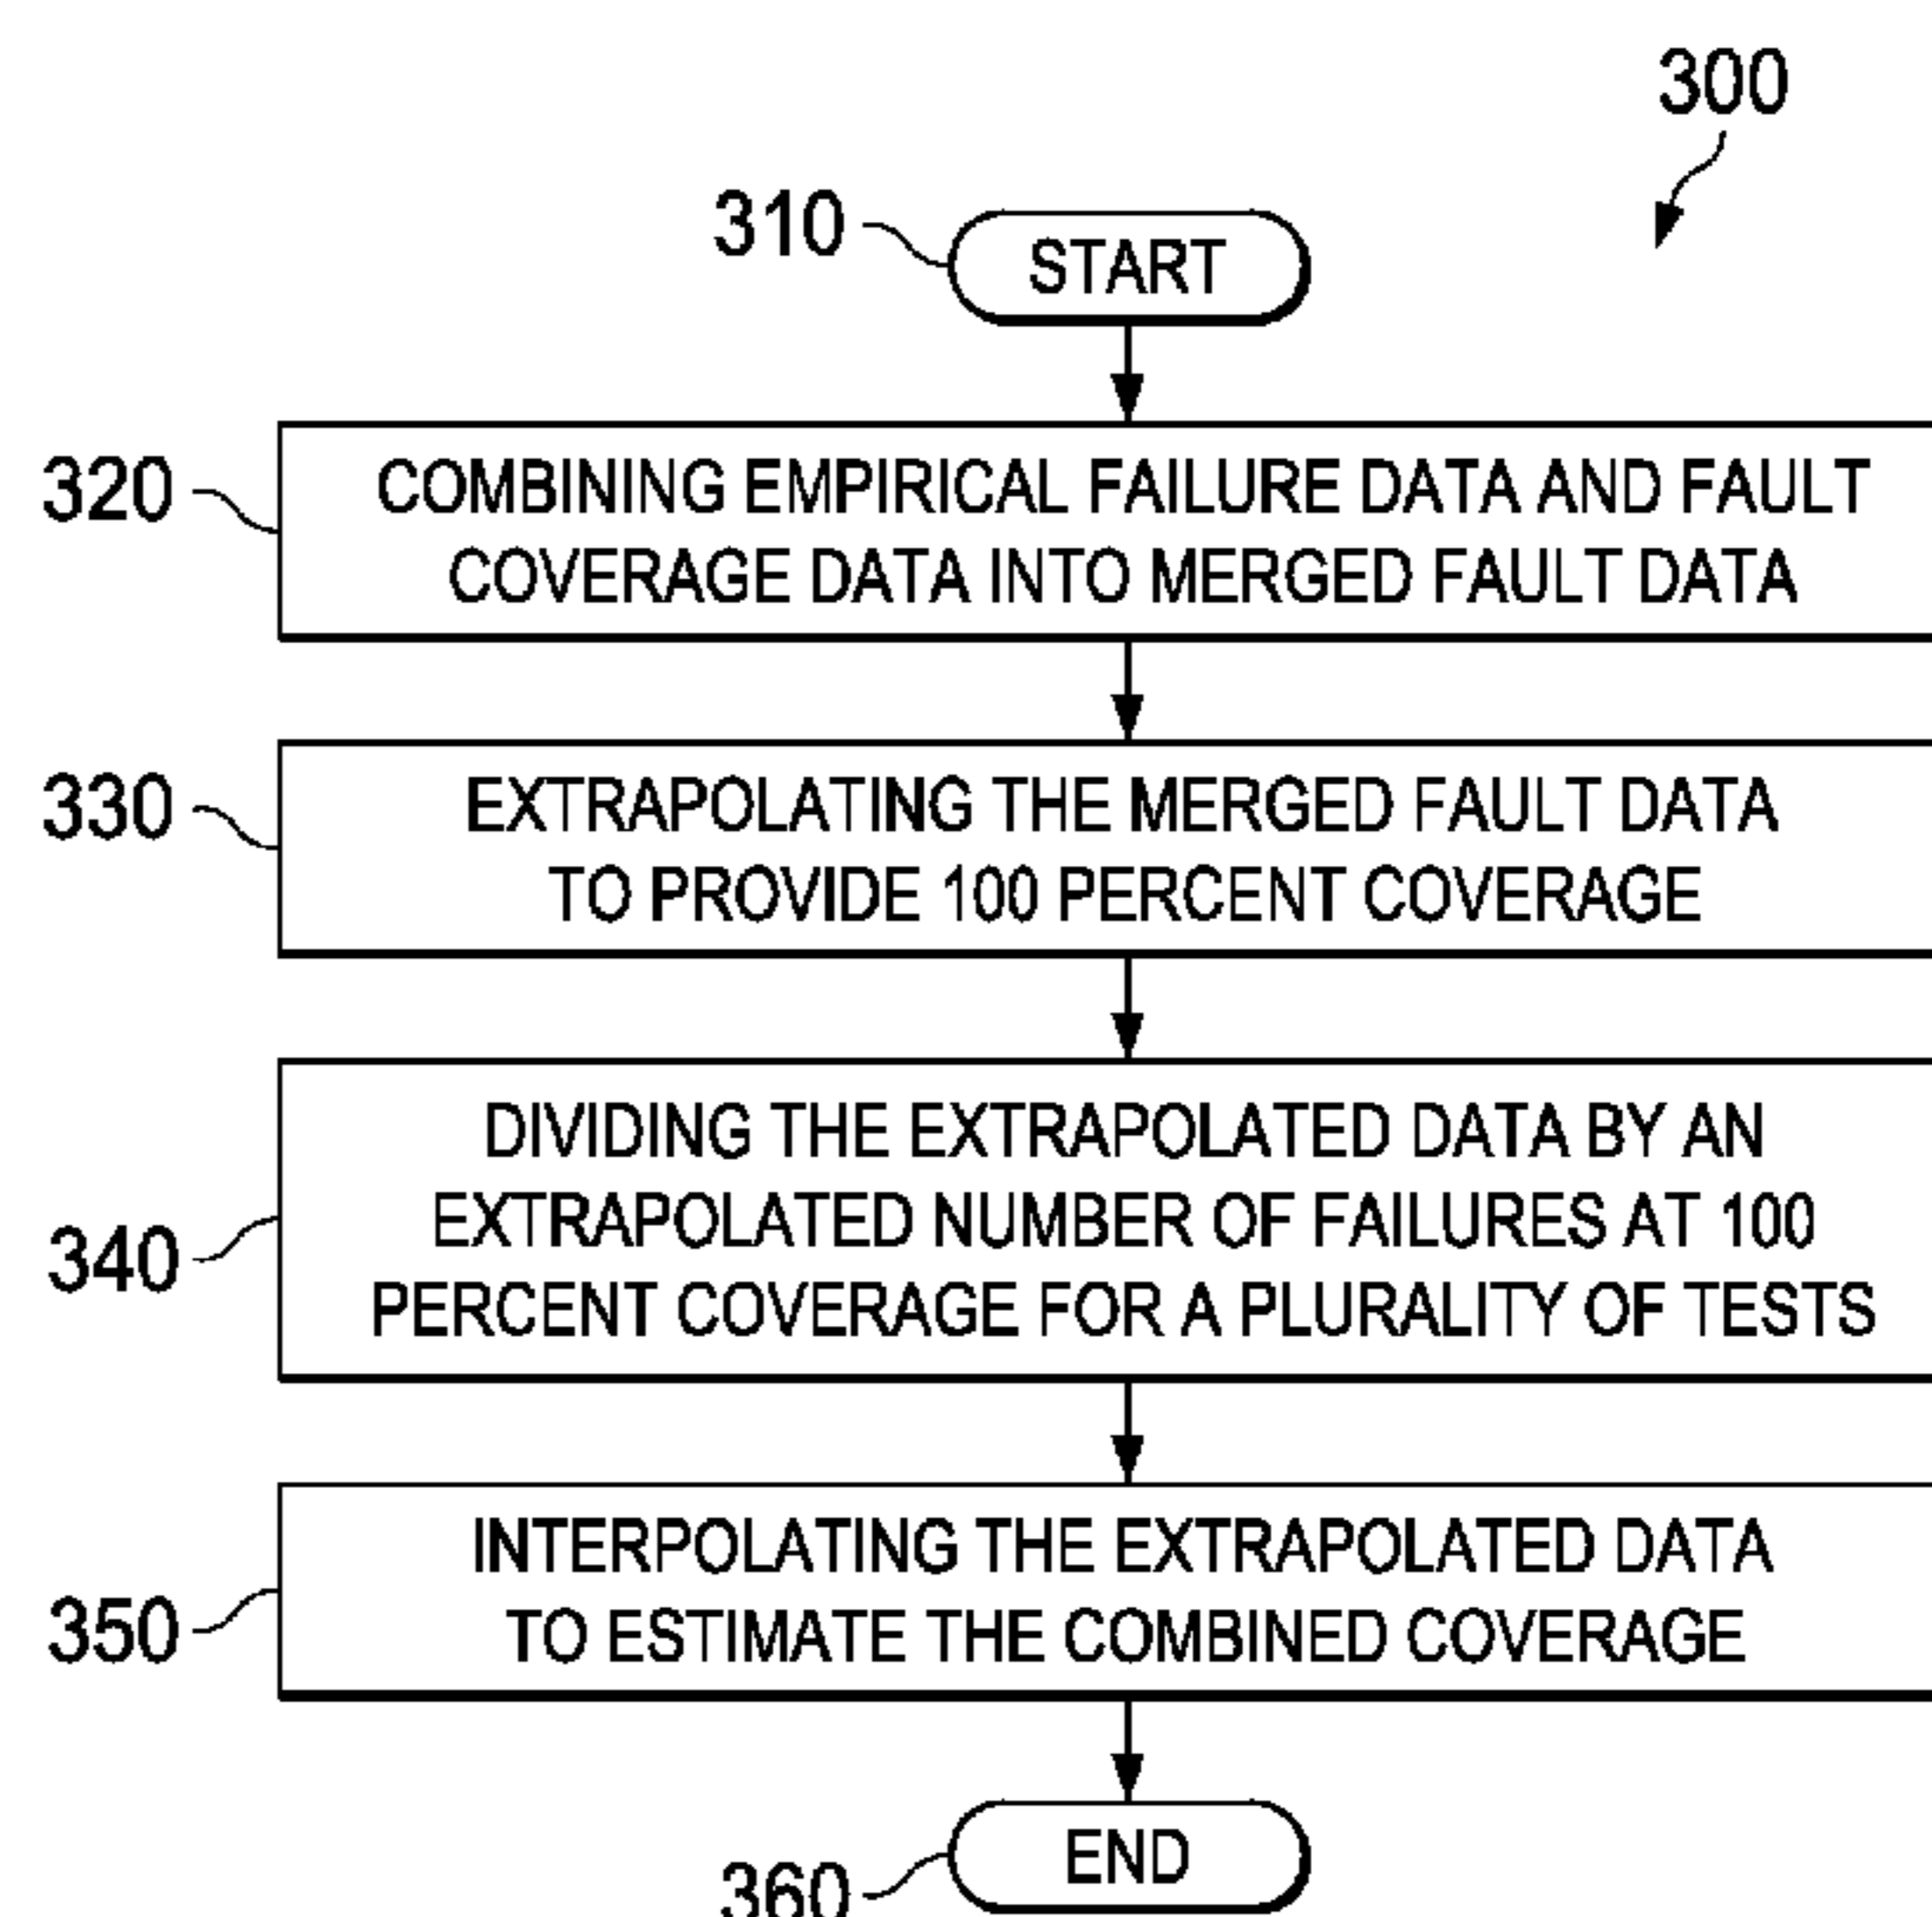 300
310
START
320
COMBINING EMPIRICAL FAILURE DATA AND FAULT
COVERAGE DATA INTO MERGED FAULT DATA
330
EXTRAPOLATING THE MERGED FAULT DATA
TO PROVIDE 100 PERCENT COVERAGE
340
DIVIDING THE EXTRAPOLATED DATA BY AN
EXTRAPOLATED NUMBER OF FAILURES AT 100
PERCENT COVERAGE FOR A PLURALITY OF TESTS
350
INTERPOLATING THE EXTRAPOLATED DATA
TO ESTIMATE THE COMBINED COVERAGE
360
END